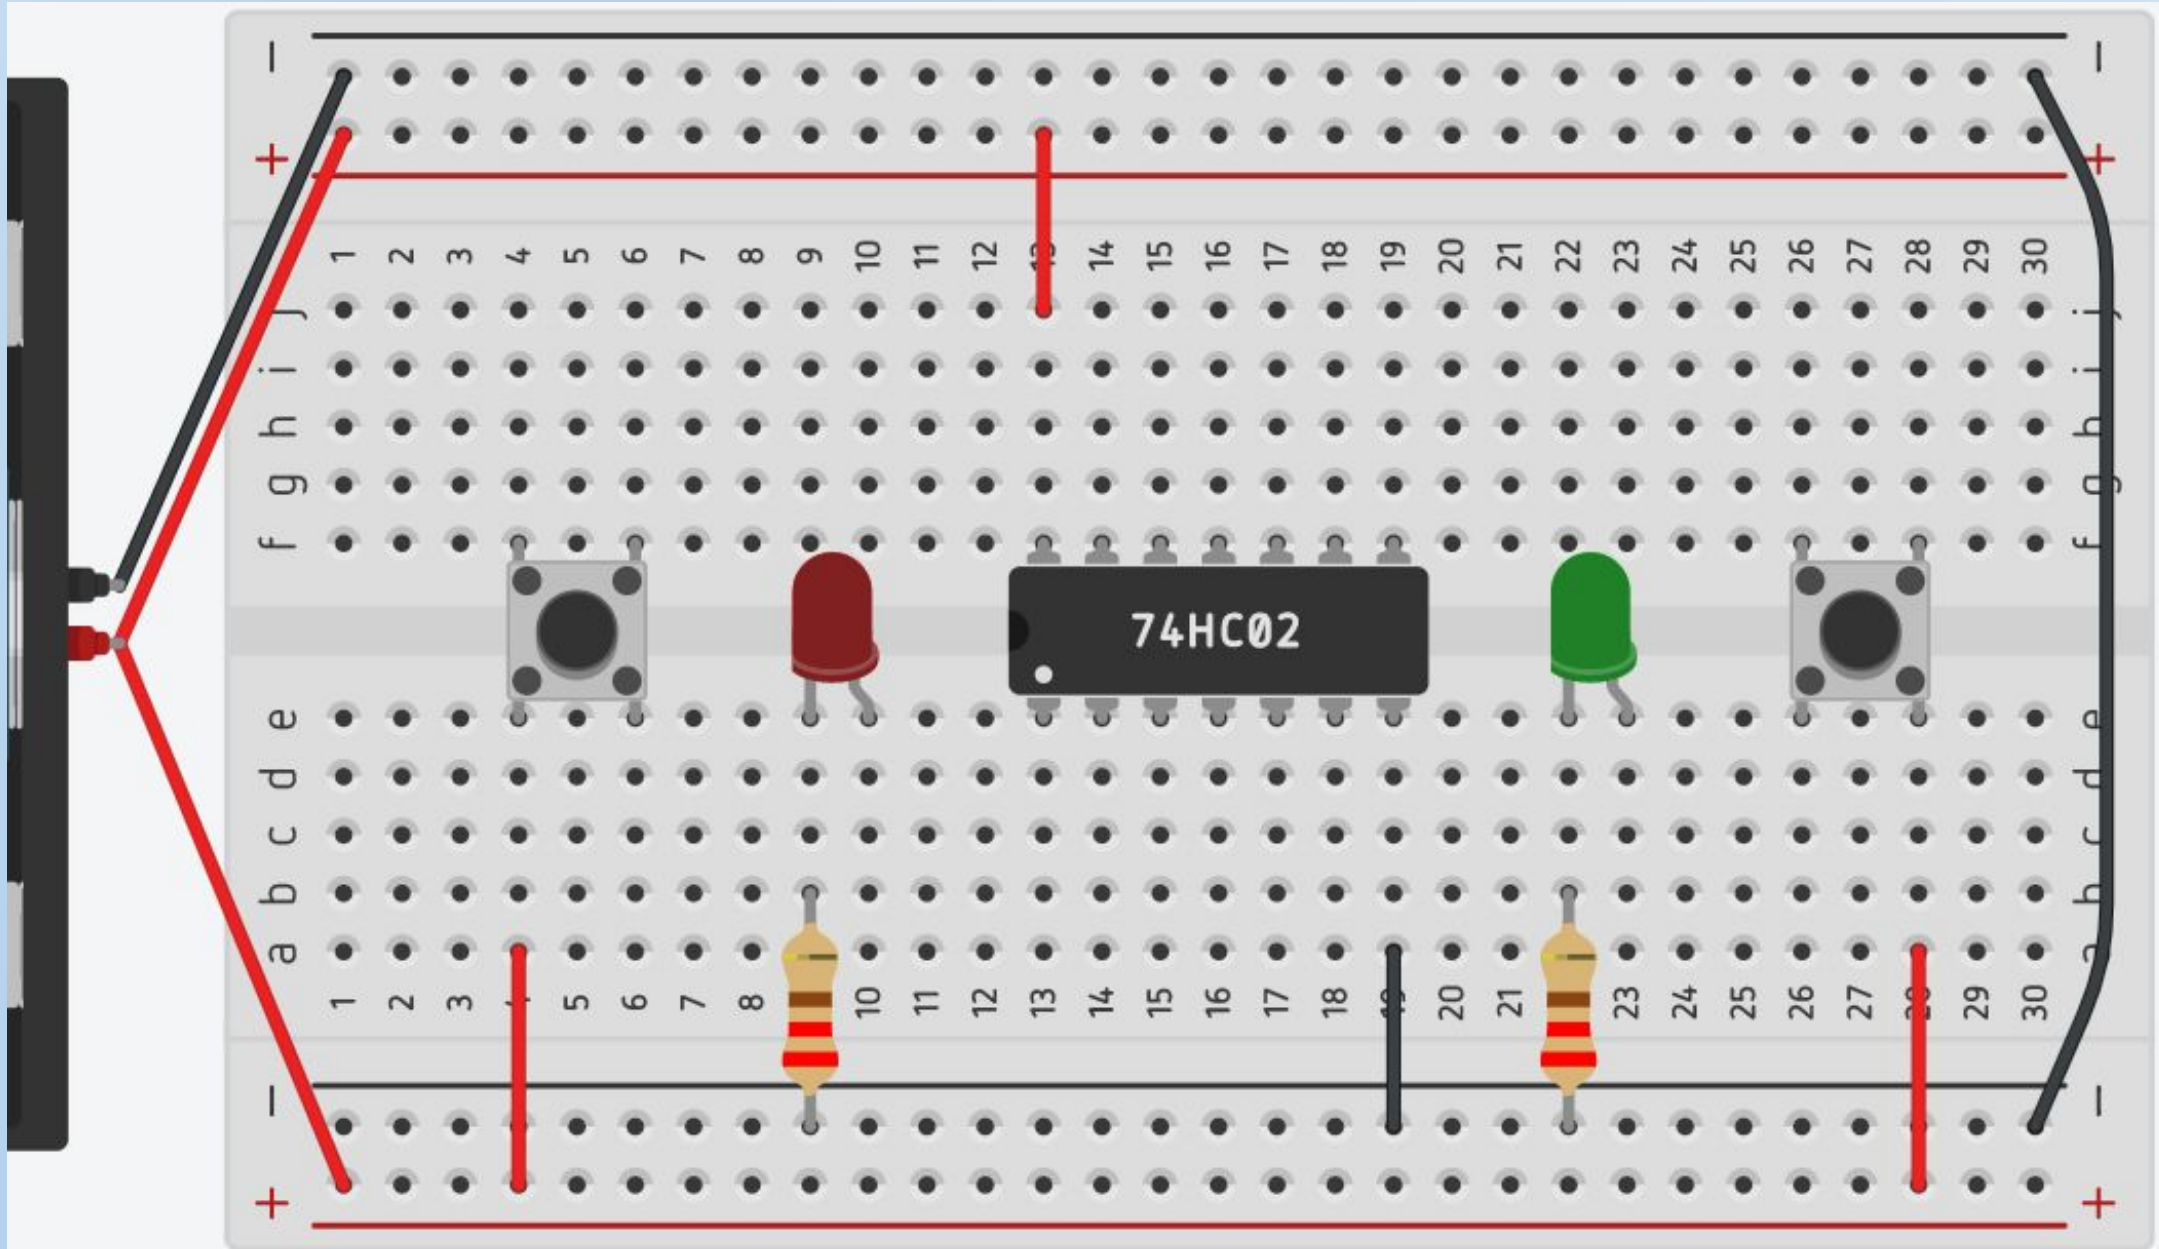 − −
+ +
1 2 3 4 5 6 7 8 9 10 11 12 13 14 15 16 17 18 19 20 21 22 23 24 25 26 27 28 29 30
j j
i i
h h
g g
f f
74HC02
e e
d d
c c
b b
a a
1 2 3 4 5 6 7 8 9 10 11 12 13 14 15 16 17 18 19 20 21 22 23 24 25 26 27 28 29 30
− −
+ +